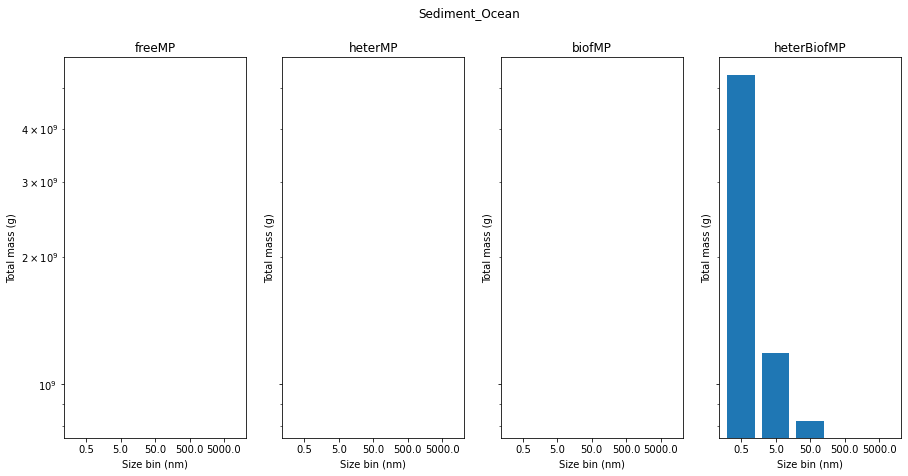 Sediment_Ocean
freeMP
heterMP
biofMP
heterBiofMP
Total mass (g)
4 × 10⁹
3 × 10⁹
2 × 10⁹
10⁹
0.5 5.0 50.0 500.0 5000.0
Size bin (nm)
Total mass (g)
0.5 5.0 50.0 500.0 5000.0
Size bin (nm)
Total mass (g)
0.5 5.0 50.0 500.0 5000.0
Size bin (nm)
Total mass (g)
0.5 5.0 50.0 500.0 5000.0
Size bin (nm)